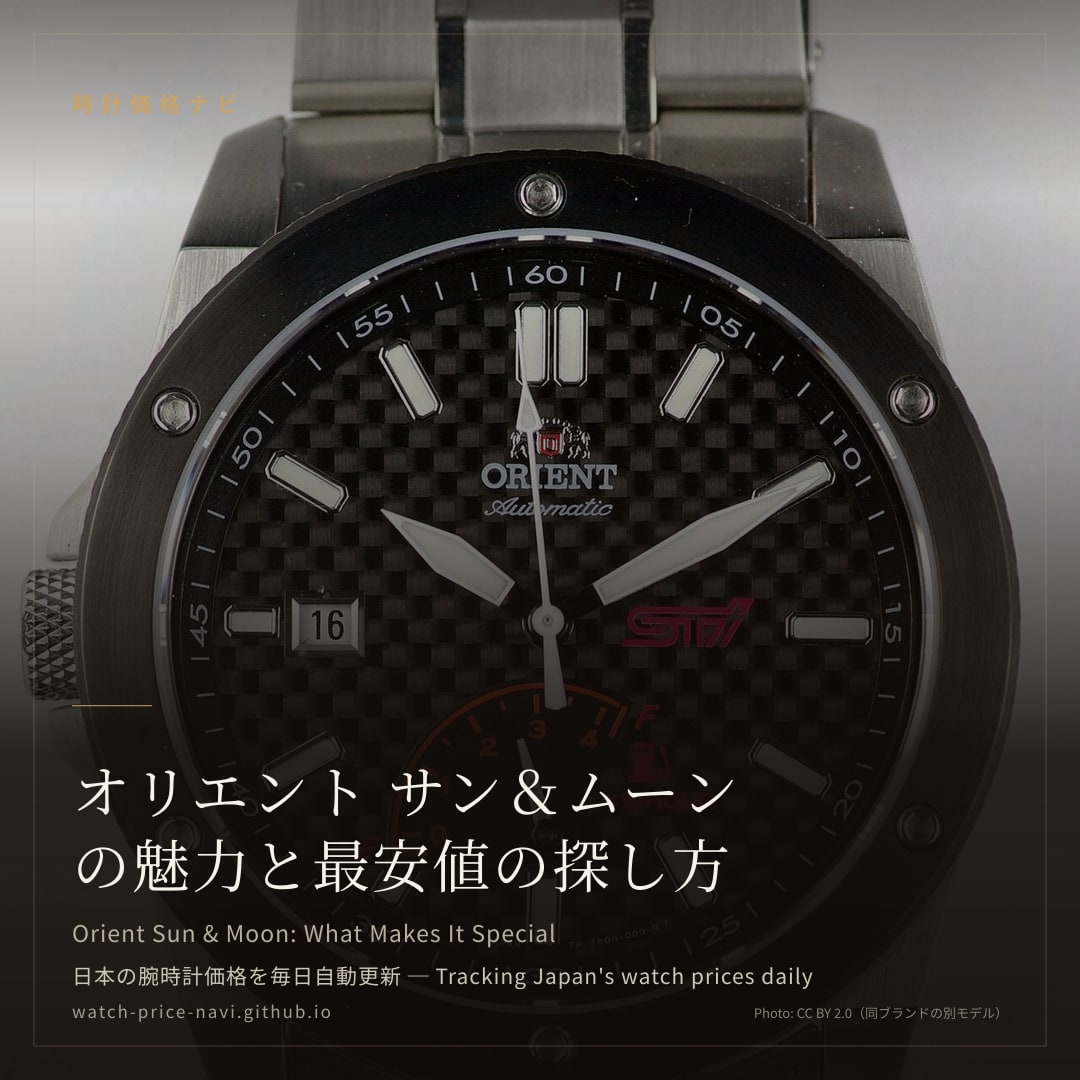 時計価格ナビ
60
55
05
50
10
ORIENT
Automatic
45
16
STI
15
F
2
3
4
20
オリエント サン＆ムーン
の魅力と最安値の探し方
Orient Sun & Moon: What Makes It Special
日本の腕時計価格を毎日自動更新 ─ Tracking Japan's watch prices daily
watch-price-navi.github.io
Photo: CC BY 2.0（同ブランドの別モデル）